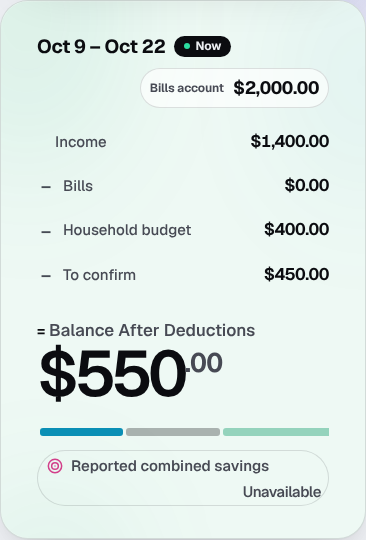 Oct 9 – Oct 22 Now
Bills account $2,000.00
Income $1,400.00
– Bills $0.00
– Household budget $400.00
– To confirm $450.00
= Balance After Deductions
$550.00
Reported combined savings
Unavailable